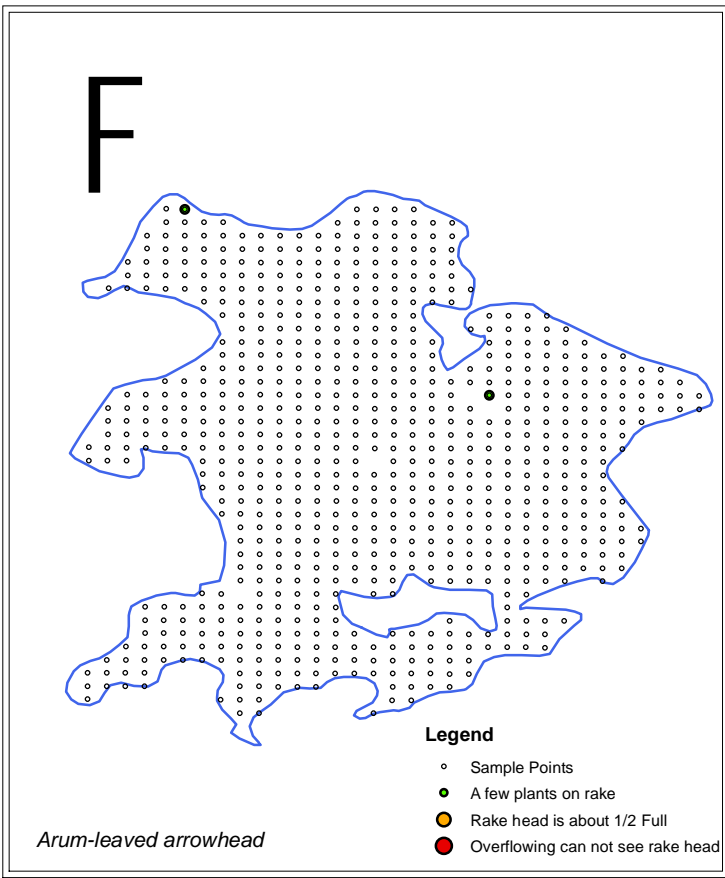 F
Legend
Sample Points
A few plants on rake
Rake head is about 1/2 Full
Overflowing can not see rake head
Arum-leaved arrowhead